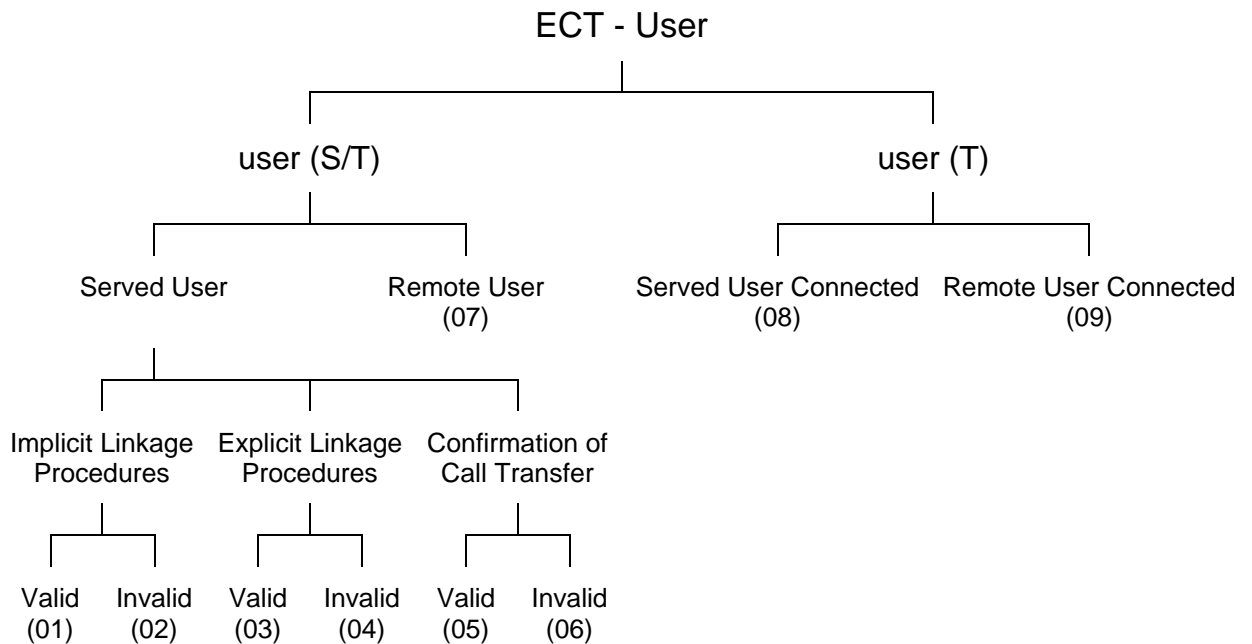 ECT - User
user (S/T)
user (T)
Served User
Remote User
(07)
Served User Connected
(08)
Remote User Connected
(09)
Implicit Linkage
Procedures
Explicit Linkage
Procedures
Confirmation of
Call Transfer
Valid
(01)
Invalid
(02)
Valid
(03)
Invalid
(04)
Valid
(05)
Invalid
(06)